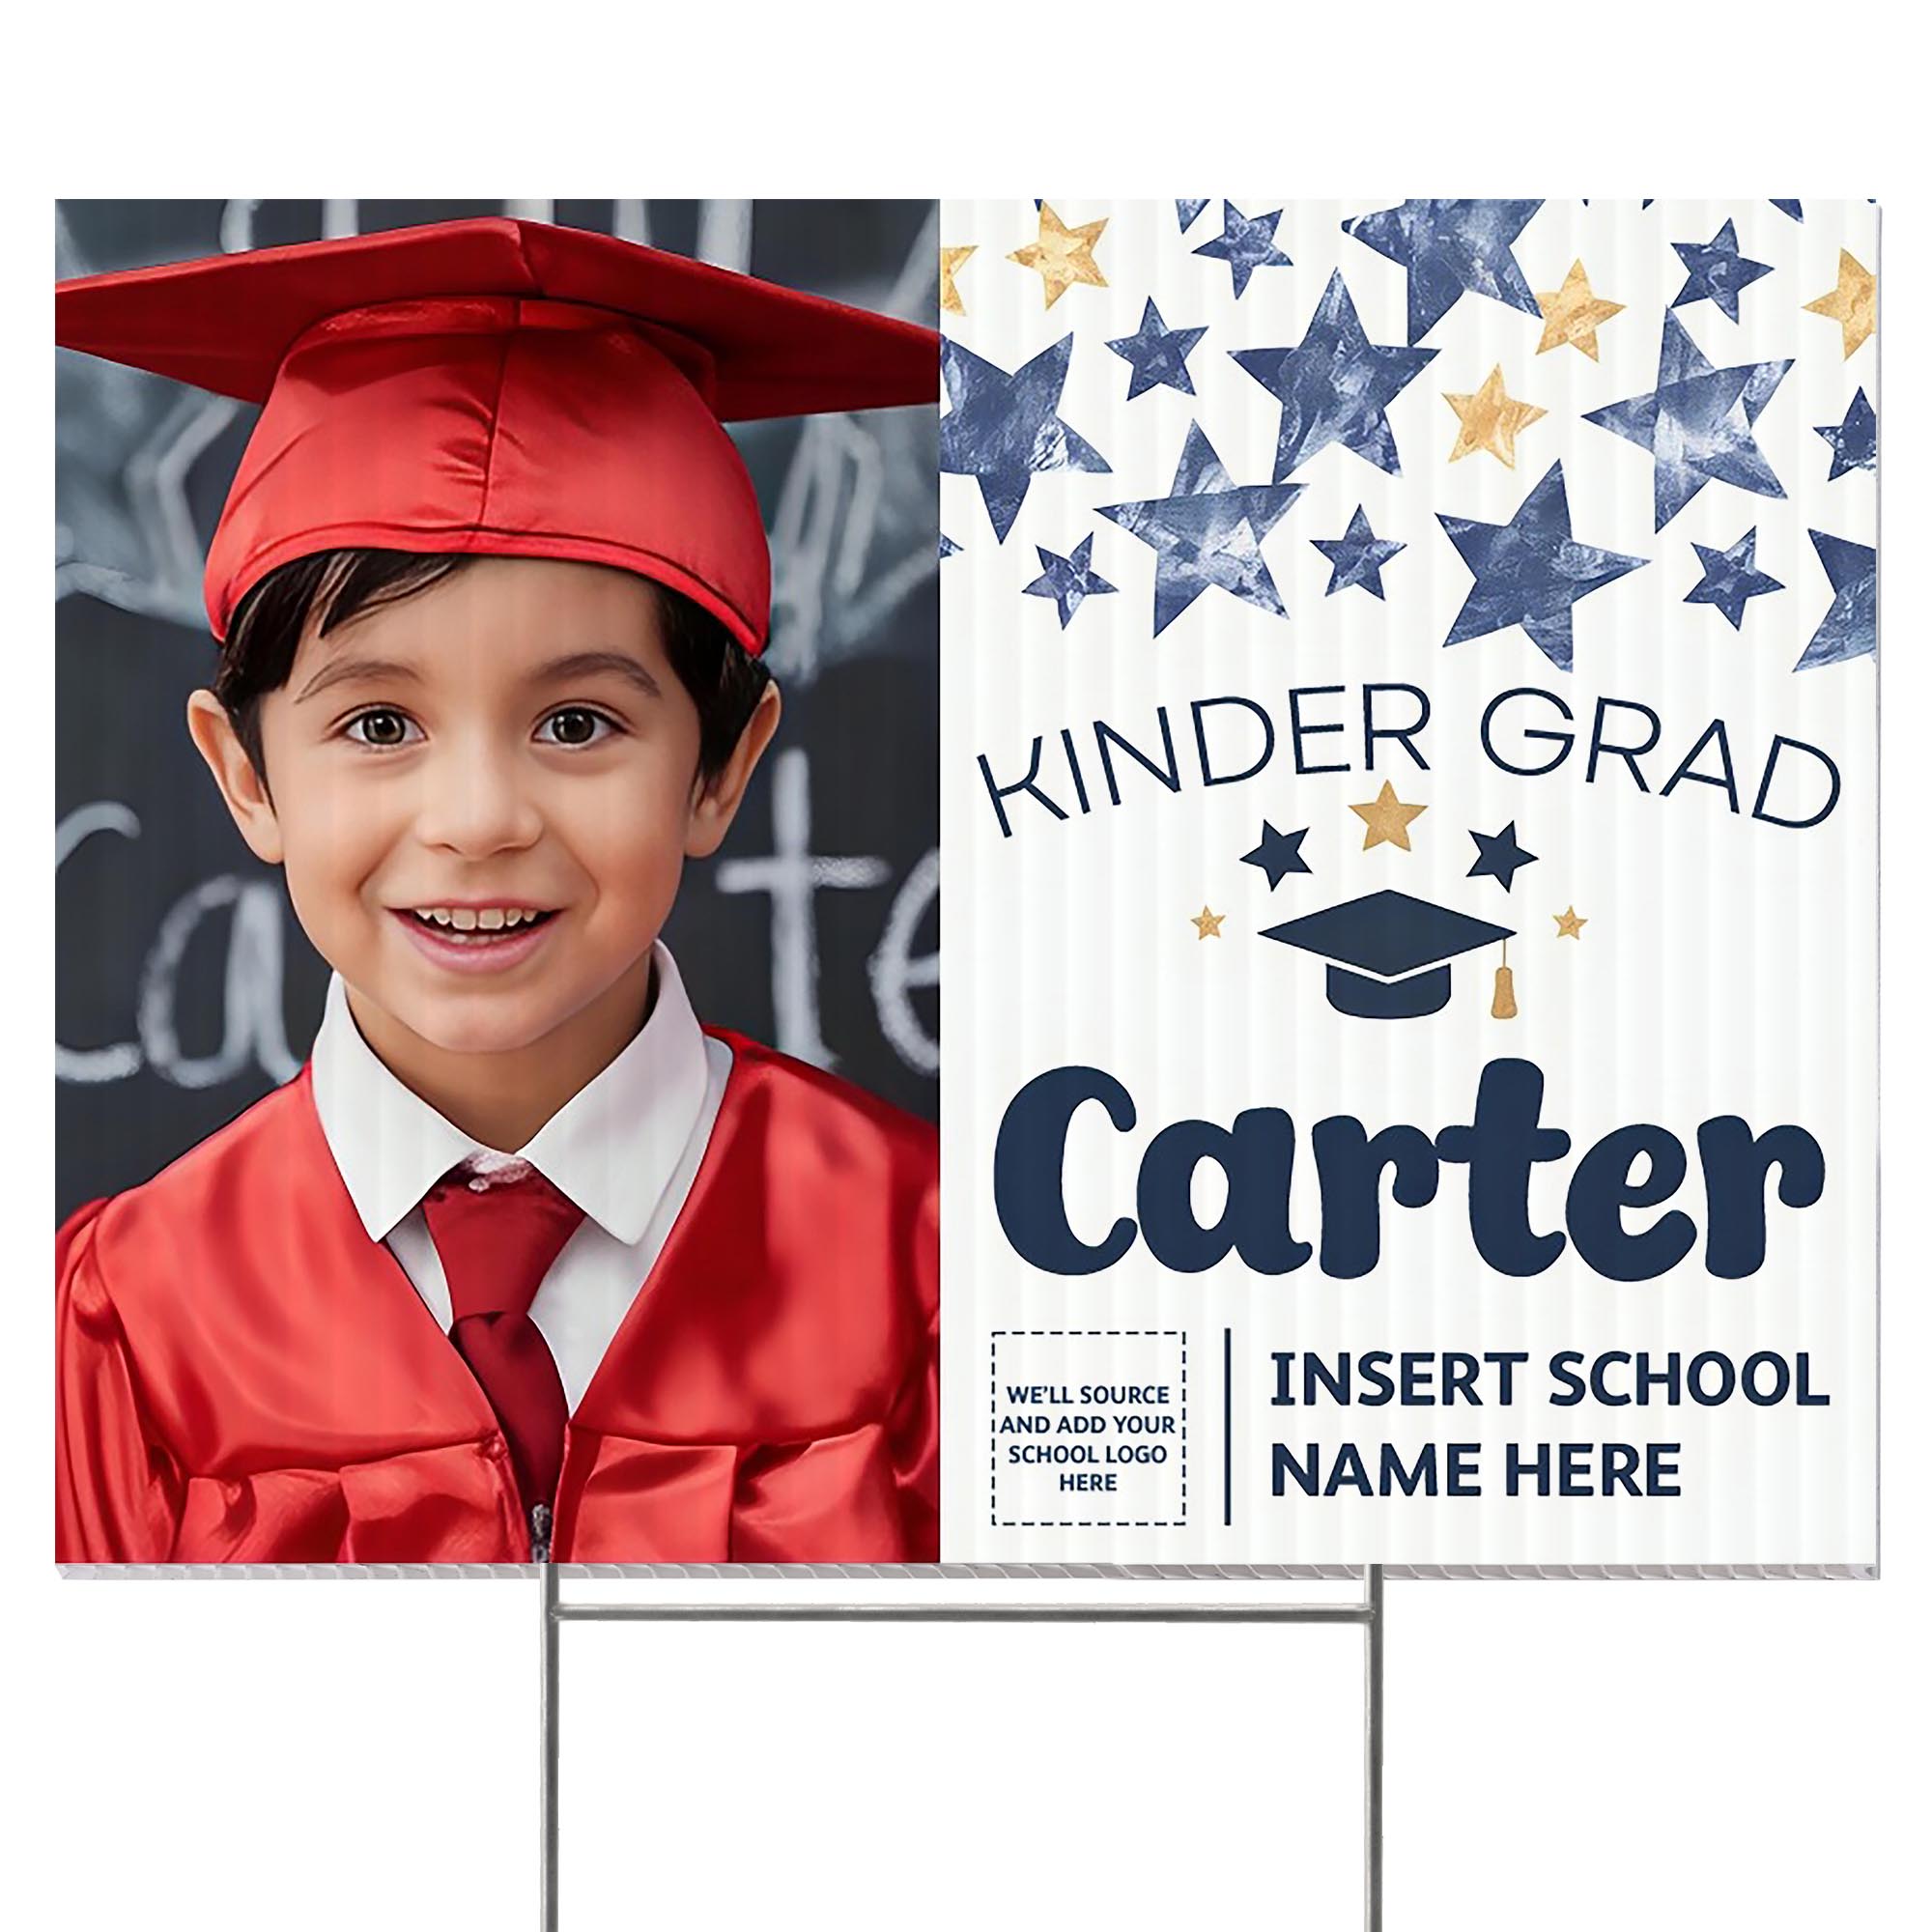 Carte
KINDER GRAD
Carter
WE'LL SOURCE
AND ADD YOUR
SCHOOL LOGO
HERE
INSERT SCHOOL
NAME HERE